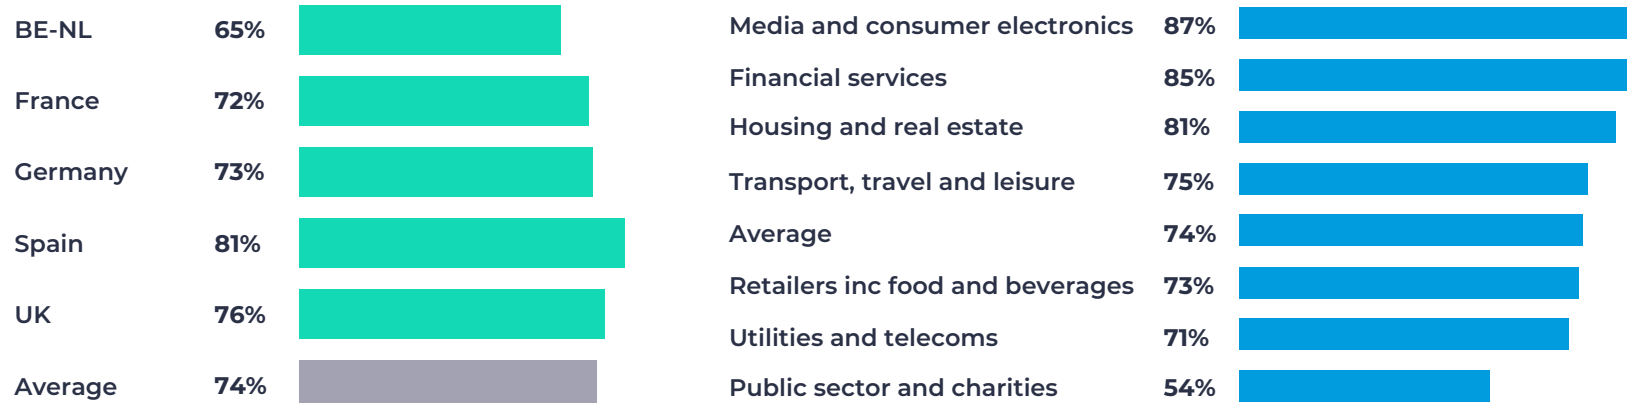 BE-NL 65%
France 72%
Germany 73%
Spain 81%
UK 76%
Average 74%
Media and consumer electronics 87%
Financial services 85%
Housing and real estate 81%
Transport, travel and leisure 75%
Average 74%
Retailers inc food and beverages 73%
Utilities and telecoms 71%
Public sector and charities 54%